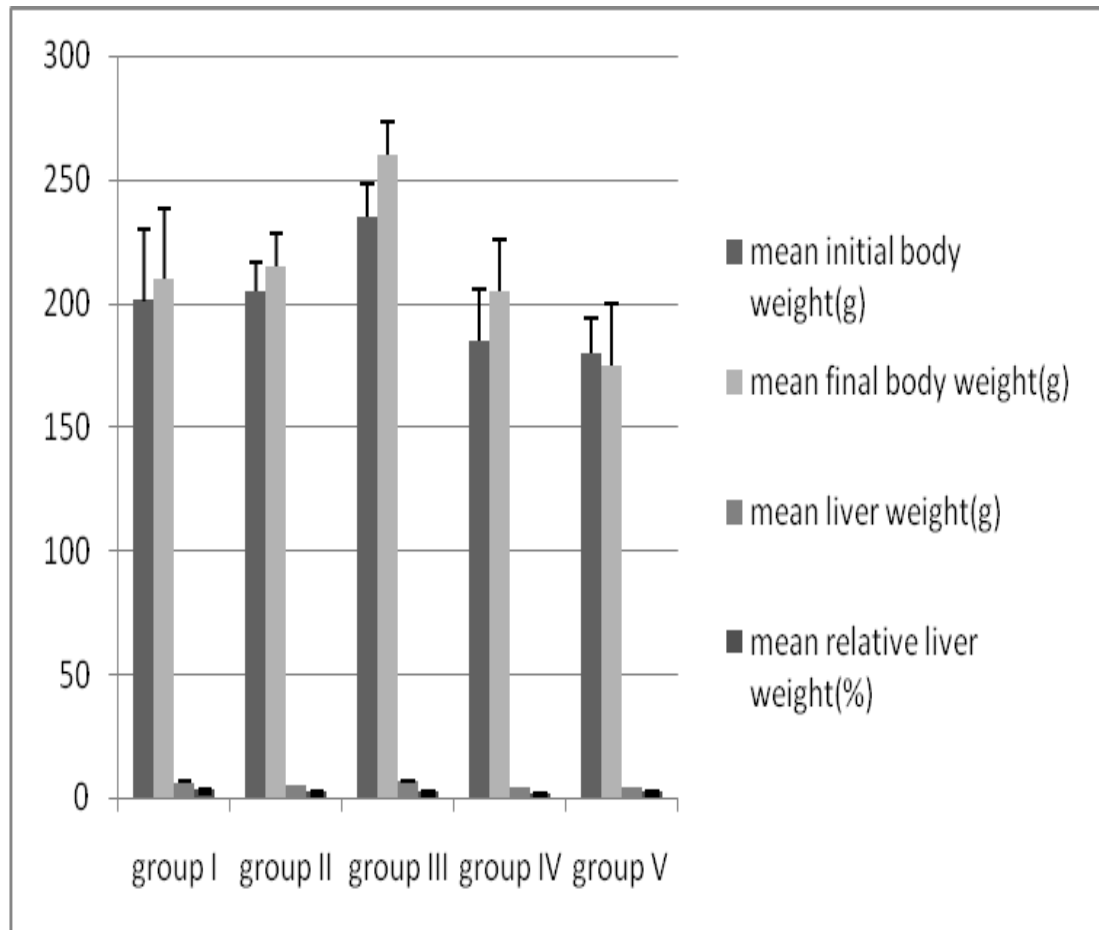 300
250
200
150
100
50
0
group I group II group III group IV group V
mean initial body
weight(g)
mean final body weight(g)
mean liver weight(g)
mean relative liver
weight(%)